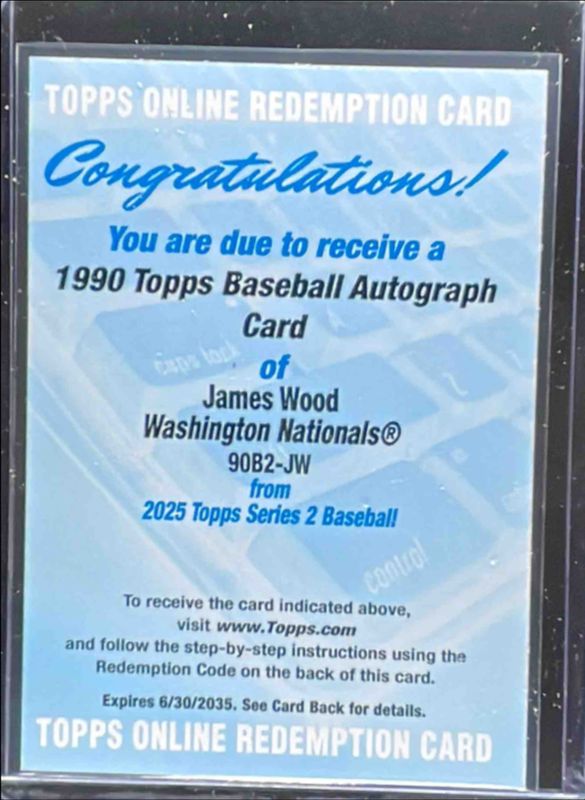 TOPPS ONLINE REDEMPTION CARD
Congratulations!
You are due to receive a
1990 Topps Baseball Autograph
Card
of
James Wood
Washington Nationals®
90B2-JW
from
2025 Topps Series 2 Baseball
To receive the card indicated above,
visit www.Topps.com
and follow the step-by-step instructions using the
Redemption Code on the back of this card.
Expires 6/30/2035. See Card Back for details.
TOPPS ONLINE REDEMPTION CARD
caps lock
Z
control